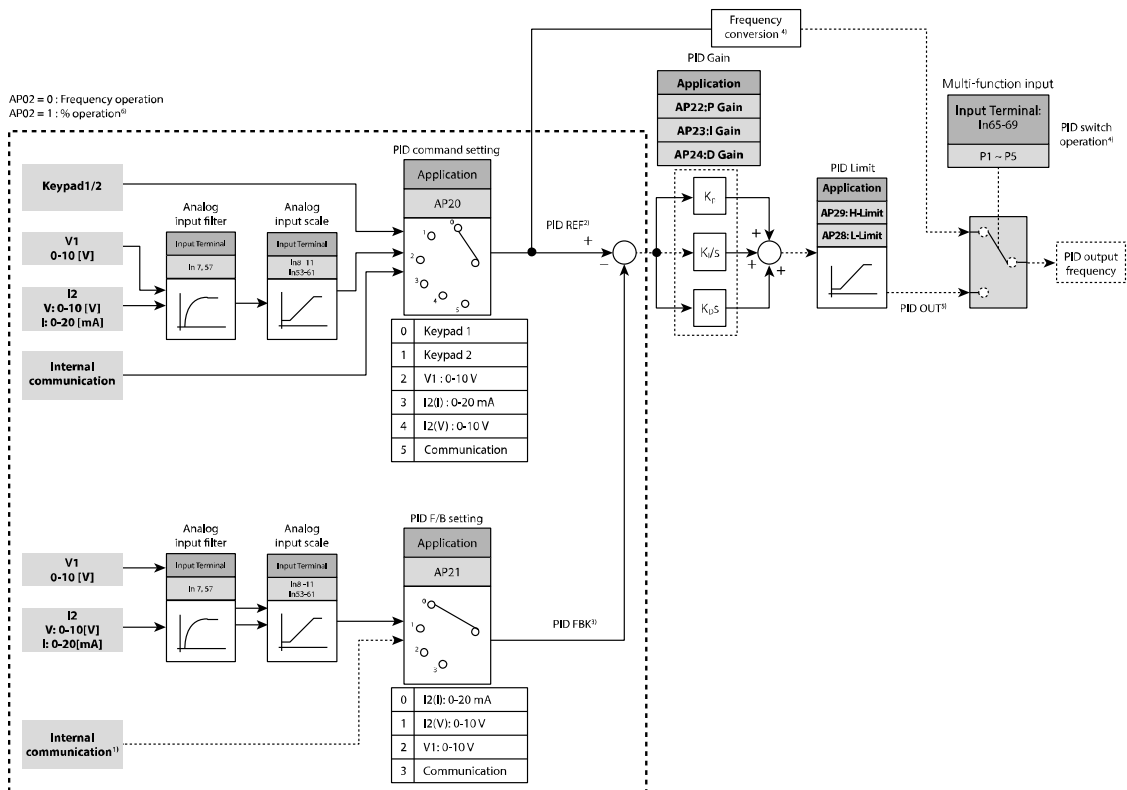 Frequency
conversion 4)
PID Gain
Application
AP22:P Gain
AP23:I Gain
AP24:D Gain
Multi-function input
Input Terminal:
In65-69
P1 ~ P5
PID switch
operation4)
AP02 = 0 : Frequency operation
AP02 = 1 : % operation6)
PID command setting
Application
AP20
0
1
2
3
4
5
Keypad1/2
Analog
input filter
Analog
input scale
V1
0-10 [V]
Input Terminal
In 7, 57
Input Terminal
In8 -11
In53-61
I2
V: 0-10 [V]
I: 0-20 [mA]
Internal
communication
0 Keypad 1
1 Keypad 2
2 V1 : 0-10 V
3 I2(I) : 0-20 mA
4 I2(V) : 0-10 V
5 Communication
PID REF2)
+
−
KP
KI/s
KDs
+
+
+
PID Limit
Application
AP29: H-Limit
AP28: L-Limit
PID OUT5)
PID output
frequency
PID F/B setting
Application
AP21
0
1
2
3
Analog
input filter
Analog
input scale
V1
0-10 [V]
Input Terminal
In 7, 57
Input Terminal
In8 -11
In53-61
I2
V: 0-10[V]
I: 0-20[mA]
PID FBK3)
Internal
communication1)
0 I2(I): 0-20 mA
1 I2(V): 0-10 V
2 V1: 0-10 V
3 Communication